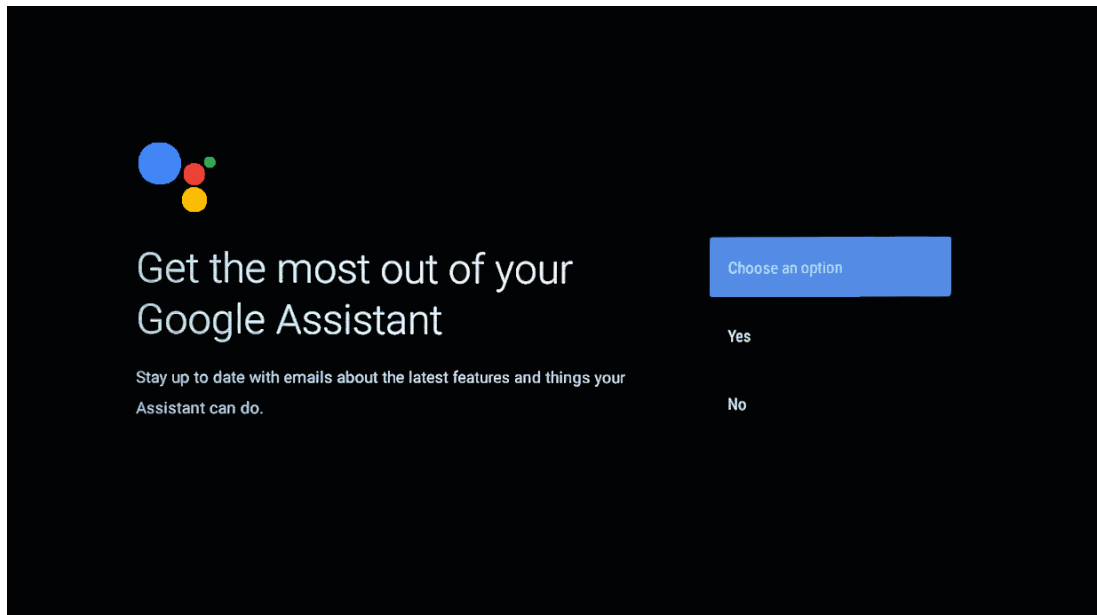 Get the most out of your
Google Assistant
Stay up to date with emails about the latest features and things your
Assistant can do.
Choose an option
Yes
No